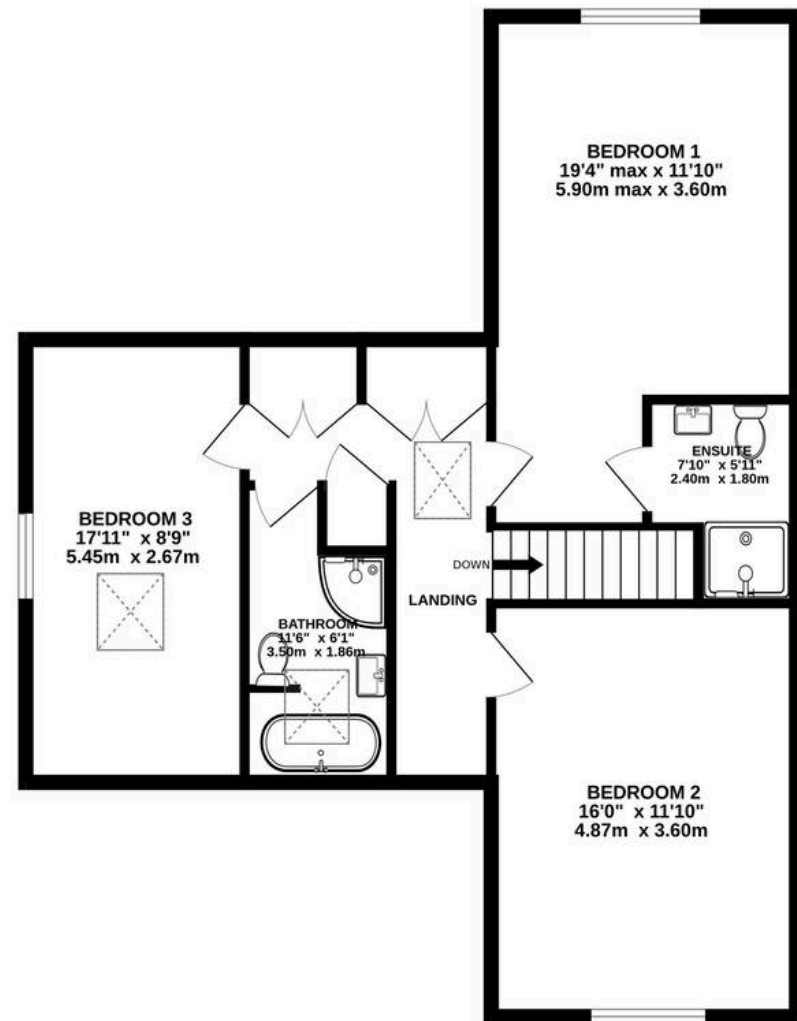 BEDROOM 1
19'4" max x 11'10"
5.90m max x 3.60m
ENSUITE
7'10" x 5'11"
2.40m x 1.80m
BEDROOM 3
17'11" x 8'9"
5.45m x 2.67m
DOWN
LANDING
BATHROOM
11'6" x 6'1"
3.50m x 1.86m
BEDROOM 2
16'0" x 11'10"
4.87m x 3.60m